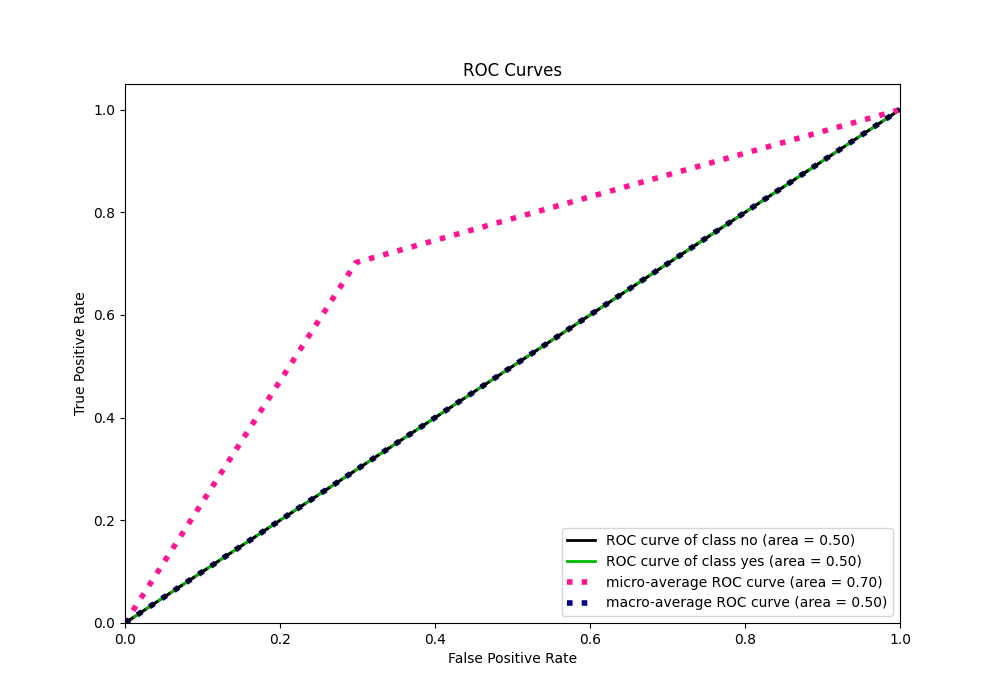 ROC Curves
True Positive Rate
1.0
0.8
0.6
0.4
0.2
0.0
0.0 0.2 0.4 0.6 0.8 1.0
False Positive Rate
ROC curve of class no (area = 0.50)
ROC curve of class yes (area = 0.50)
micro-average ROC curve (area = 0.70)
macro-average ROC curve (area = 0.50)